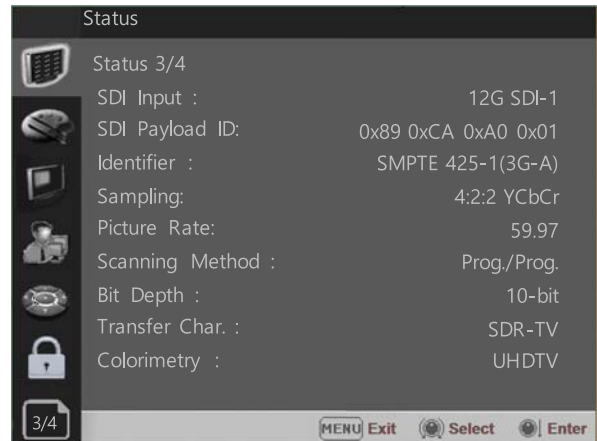 Status
Status 3/4
SDI Input : 12G SDI-1
SDI Payload ID: 0x89 0xCA 0xA0 0x01
Identifier : SMPTE 425-1(3G-A)
Sampling: 4:2:2 YCbCr
Picture Rate: 59.97
Scanning Method : Prog./Prog.
Bit Depth : 10-bit
Transfer Char. : SDR-TV
Colorimetry : UHDTV
3/4 MENU Exit Select Enter